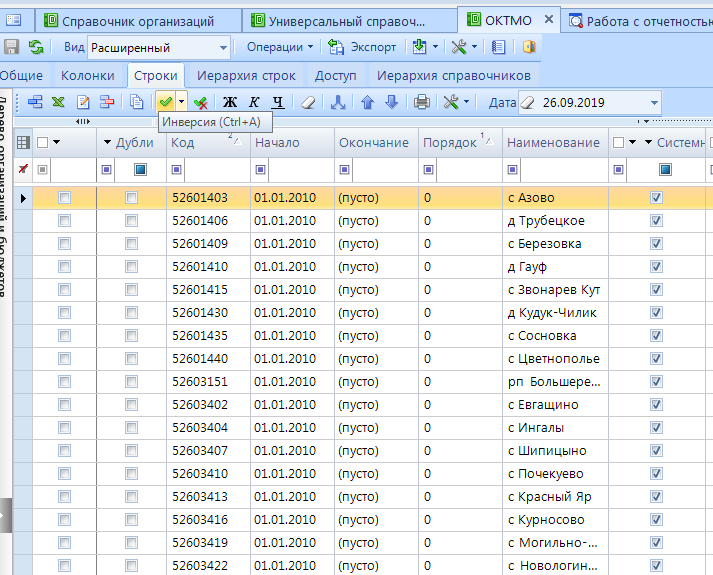 Справочник организаций Универсальный справоч... ОКТМО Работа с отчетностью
Вид Расширенный Операции Экспорт
Общие Колонки Строки Иерархия строк Доступ Иерархия справочников
Ж К Ч Дата 26.09.2019
Инверсия (Ctrl+A)
Дубли Код 2 Начало Окончание Порядок 1 Наименование Системн
52601403 01.01.2010 (пусто) 0 с Азово
52601406 01.01.2010 (пусто) 0 д Трубецкое
52601409 01.01.2010 (пусто) 0 с Березовка
52601410 01.01.2010 (пусто) 0 д Гауф
52601415 01.01.2010 (пусто) 0 с Звонарев Кут
52601430 01.01.2010 (пусто) 0 д Кудук-Чилик
52601435 01.01.2010 (пусто) 0 с Сосновка
52601440 01.01.2010 (пусто) 0 с Цветнополье
52603151 01.01.2010 (пусто) 0 рп Большере...
52603402 01.01.2010 (пусто) 0 с Евгащино
52603404 01.01.2010 (пусто) 0 с Ингалы
52603407 01.01.2010 (пусто) 0 с Шипицыно
52603410 01.01.2010 (пусто) 0 с Почекуево
52603413 01.01.2010 (пусто) 0 с Красный Яр
52603416 01.01.2010 (пусто) 0 с Курносово
52603419 01.01.2010 (пусто) 0 с Могильно-...
52603422 01.01.2010 (пусто) 0 с Новологин...